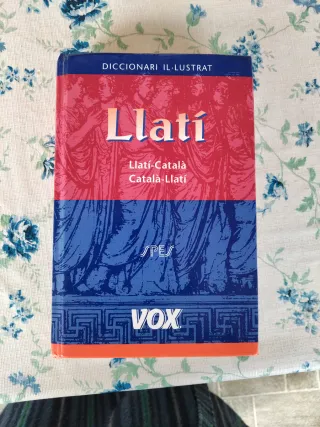 DICCIONARI IL·LUSTRAT
Llatí
Llatí-Català
Català-Llatí
SPES
VOX